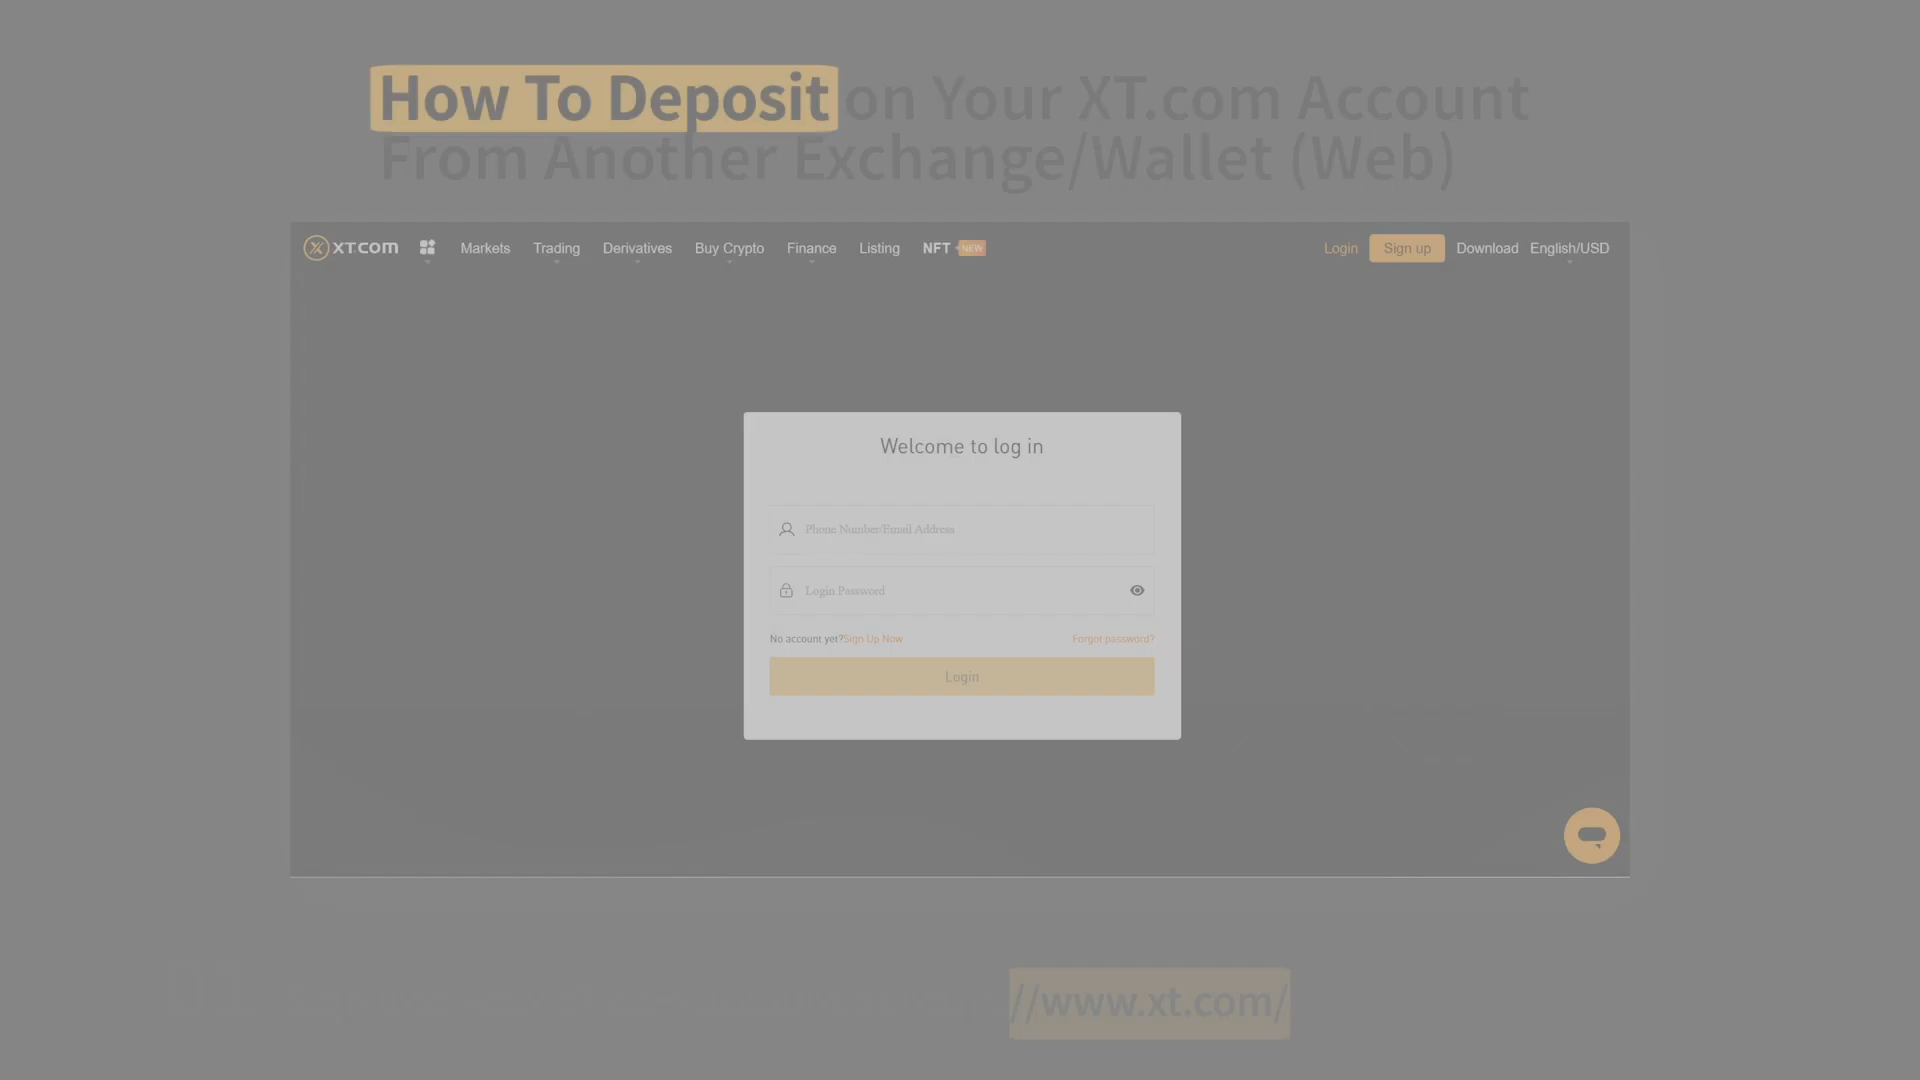 How To Deposit on Your XT.com Account
From Another Exchange/Wallet (Web)
XT.COM Markets Trading Derivatives Buy Crypto Finance Listing NFT NEW Login Sign up Download English/USD
Welcome to log in
Phone Number/Email Address
Login Password
No account yet?Sign Up Now Forgot password?
Login
//www.xt.com/